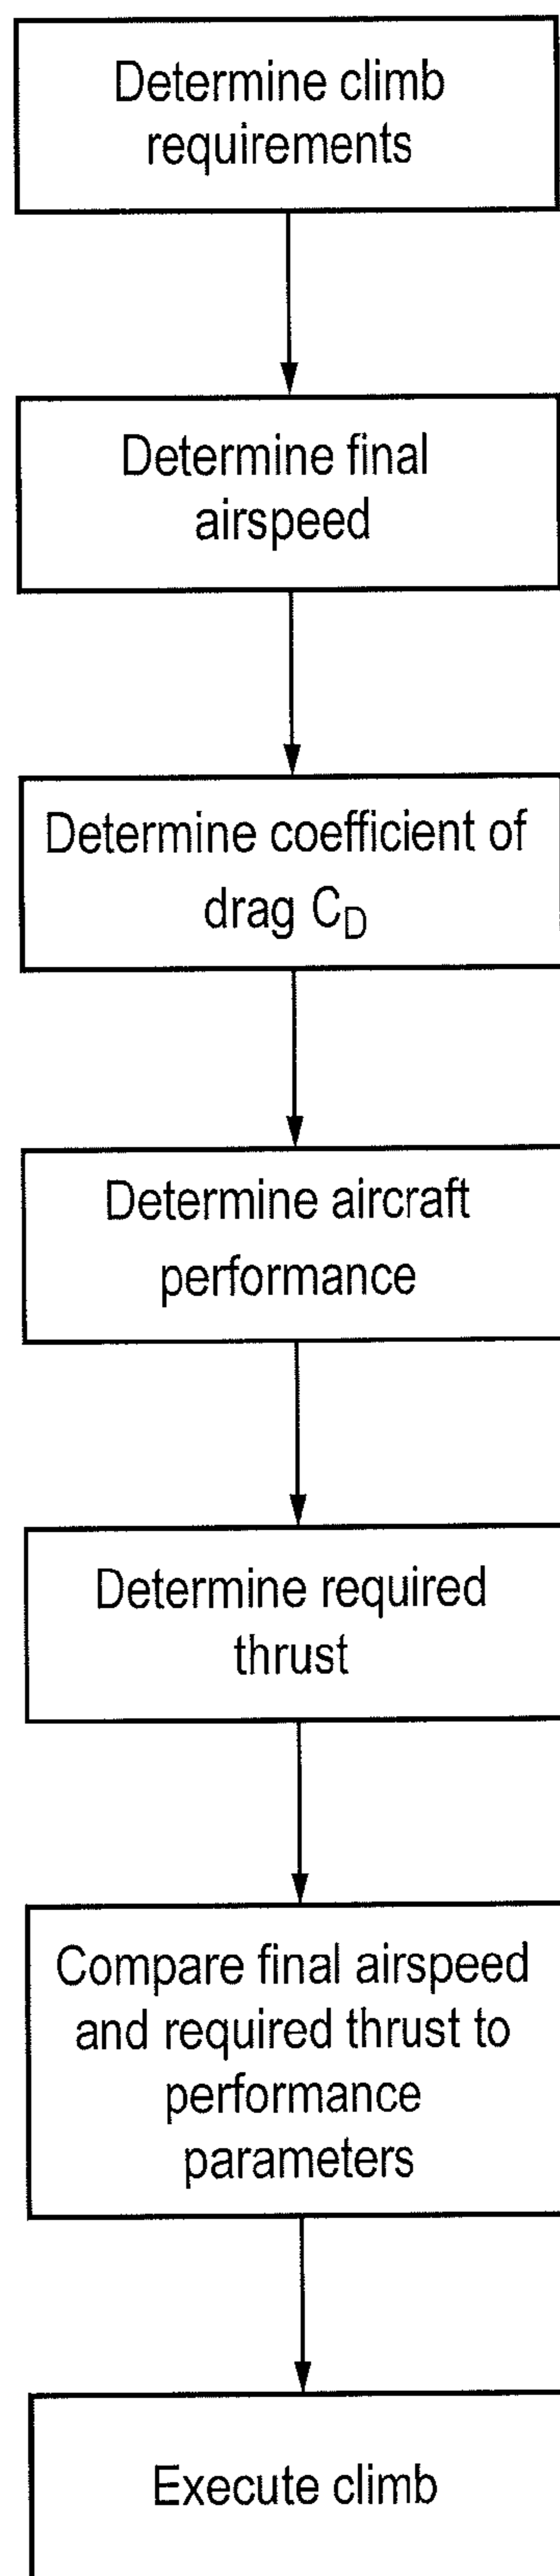 Determine climb
requirements
Determine final
airspeed
Determine coefficient of
drag C_D
Determine aircraft
performance
Determine required
thrust
Compare final airspeed
and required thrust to
performance
parameters
Execute climb